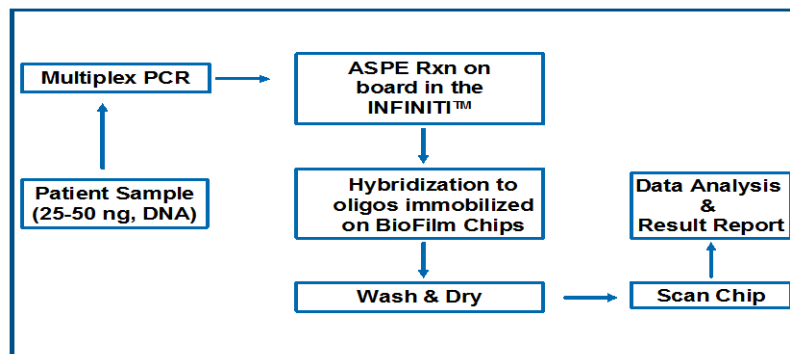 Multiplex PCR
ASPE Rxn on
board in the
INFINITI™
Patient Sample
(25-50 ng, DNA)
Hybridization to
oligos immobilized
on BioFilm Chips
Data Analysis
&
Result Report
Wash & Dry
Scan Chip